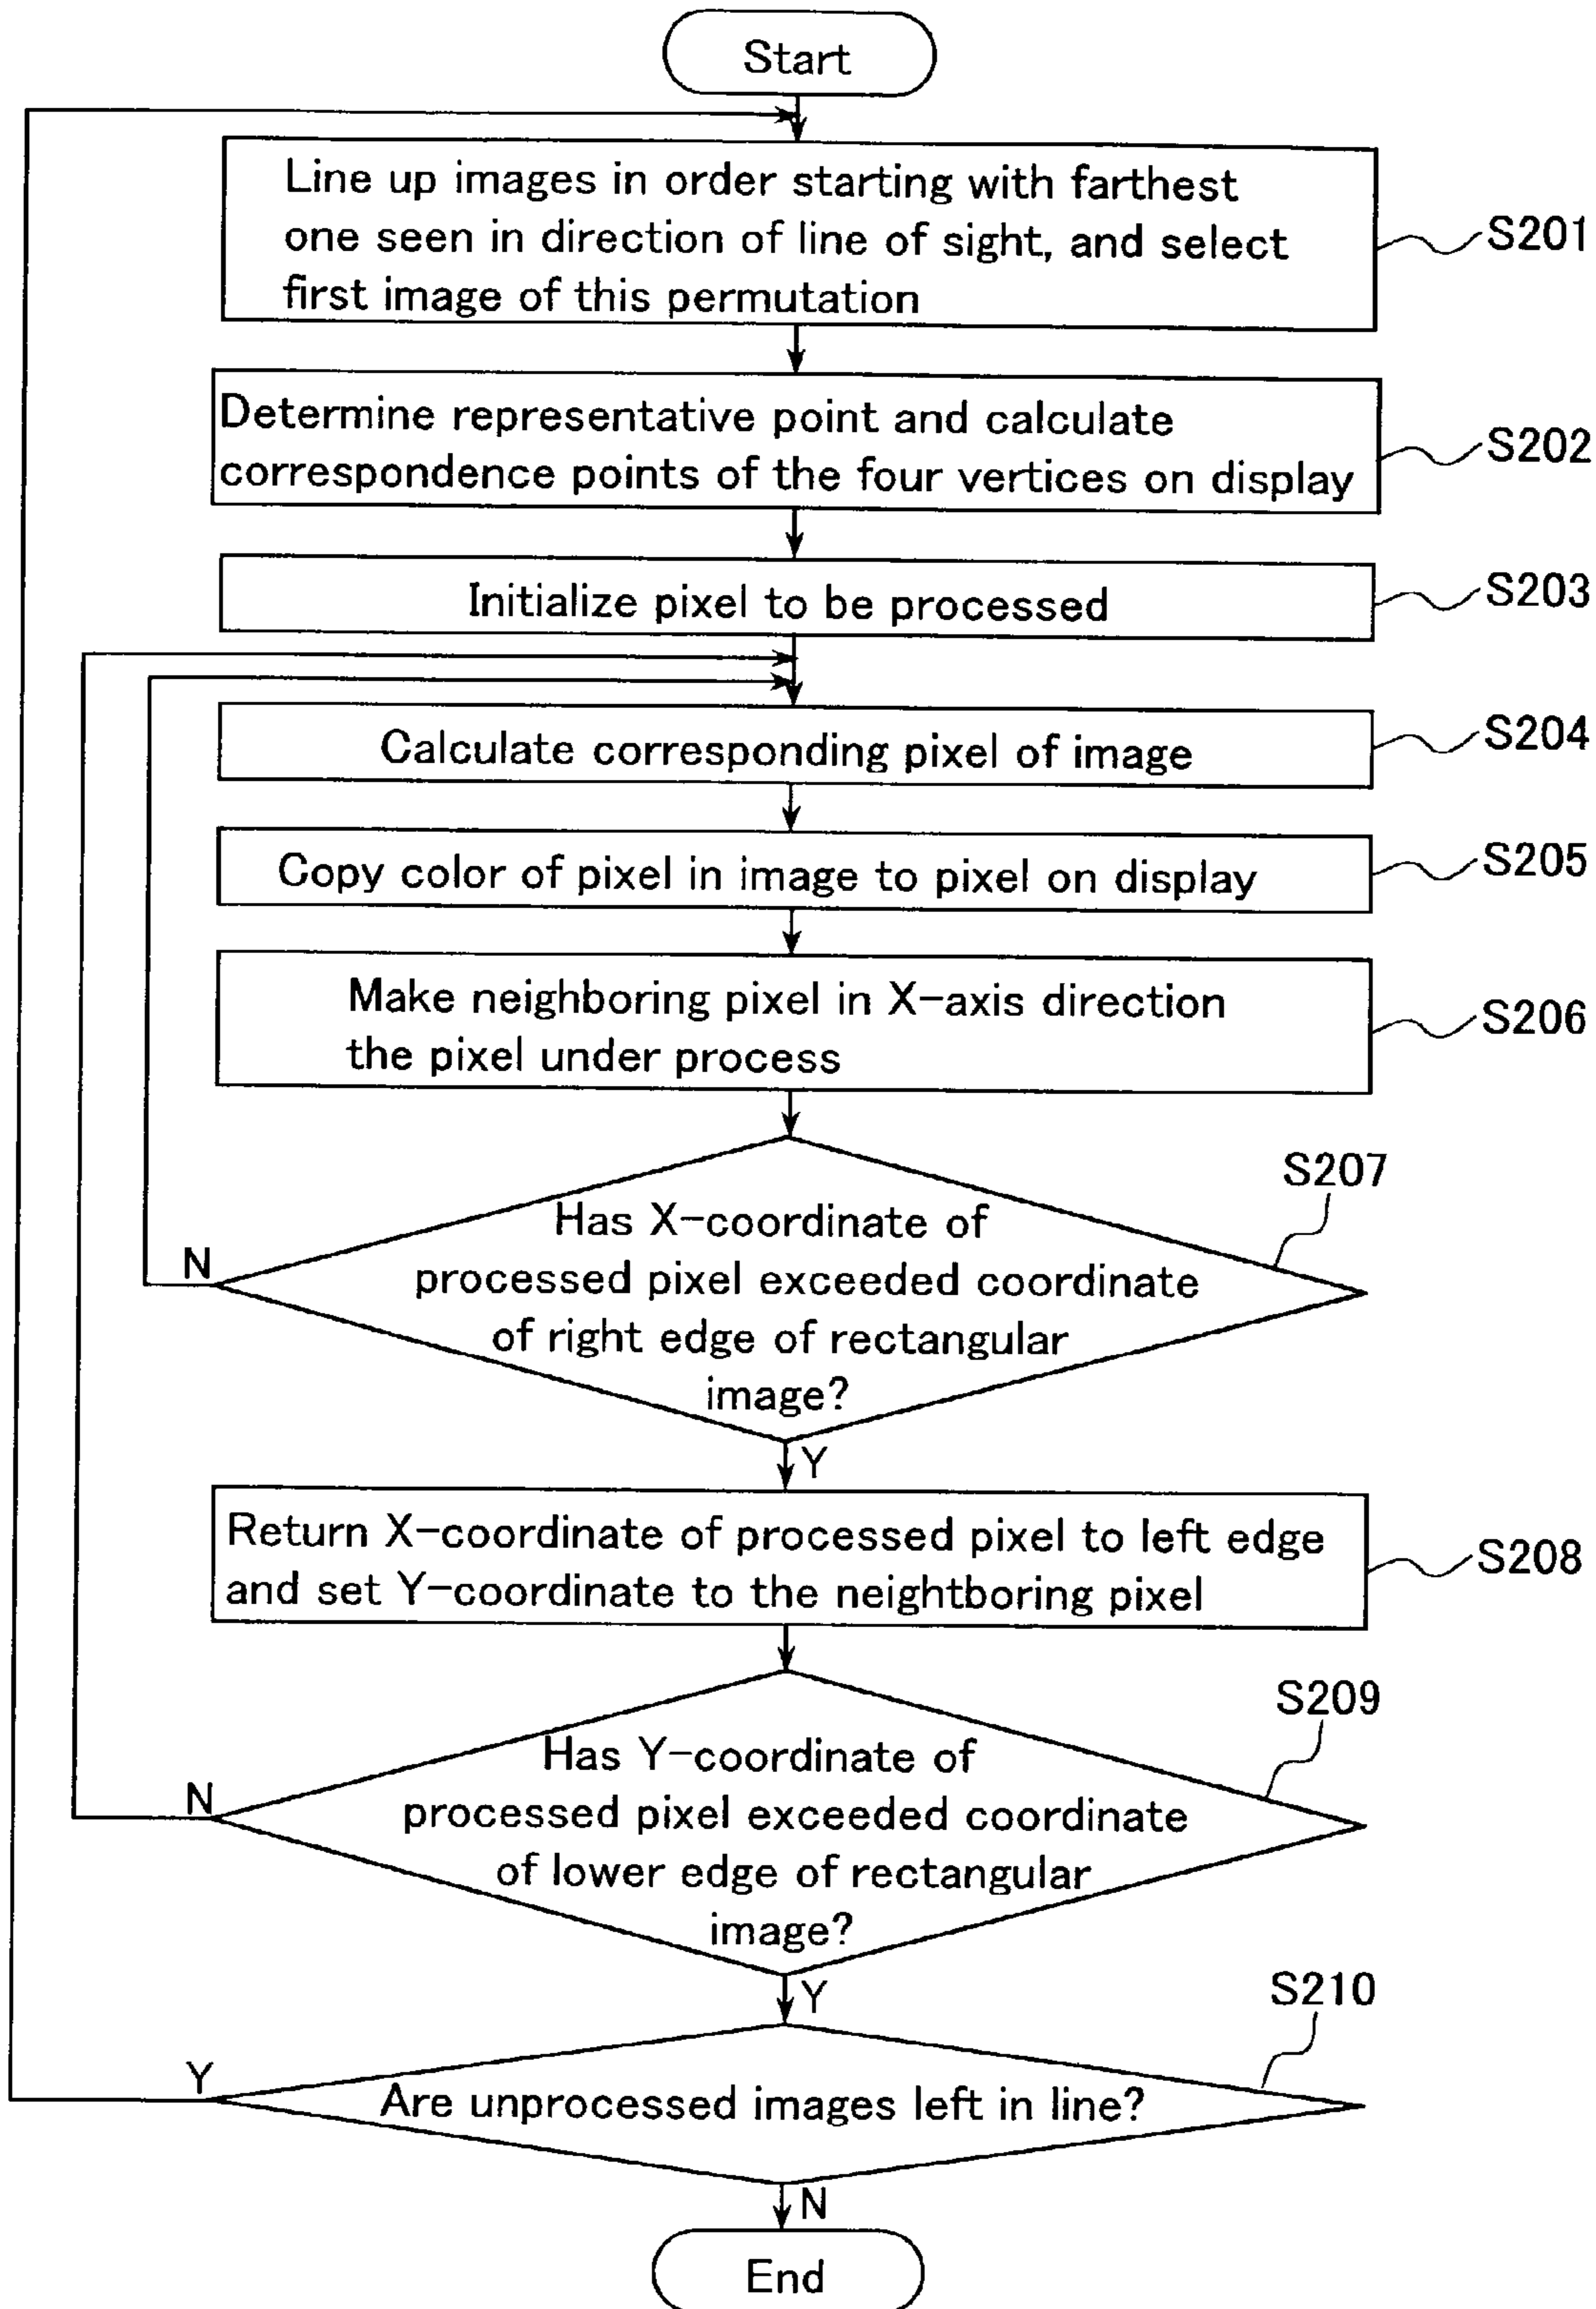 Start
Line up images in order starting with farthest
one seen in direction of line of sight, and select
first image of this permutation
S201
Determine representative point and calculate
correspondence points of the four vertices on display
S202
Initialize pixel to be processed
S203
Calculate corresponding pixel of image
S204
Copy color of pixel in image to pixel on display
S205
Make neighboring pixel in X-axis direction
the pixel under process
S206
S207
Has X-coordinate of
processed pixel exceeded coordinate
of right edge of rectangular
image?
N
Y
Return X-coordinate of processed pixel to left edge
and set Y-coordinate to the neightboring pixel
S208
S209
Has Y-coordinate of
processed pixel exceeded coordinate
of lower edge of rectangular
image?
N
Y
S210
Are unprocessed images left in line?
Y
N
End